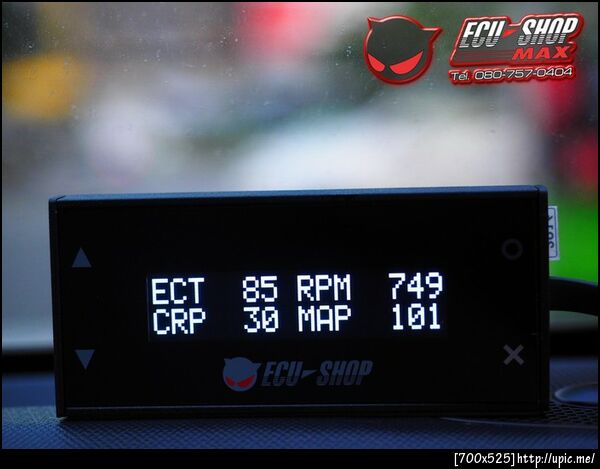 ECU-SHOP
MAX
Tel. 080-757-0404
ECT 85 RPM 749
CRP 30 MAP 101
ECU-SHOP
[700x525]http://upic.me/